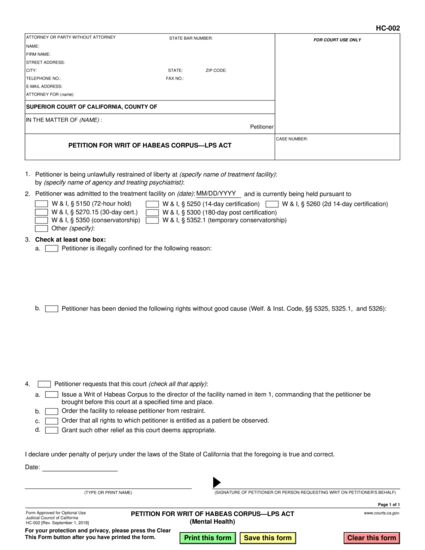 HC-002
ATTORNEY OR PARTY WITHOUT ATTORNEY STATE BAR NUMBER:
FOR COURT USE ONLY
NAME:
FIRM NAME:
STREET ADDRESS:
CITY: STATE: ZIP CODE:
TELEPHONE NO.: FAX NO.:
E-MAIL ADDRESS:
ATTORNEY FOR (name):
SUPERIOR COURT OF CALIFORNIA, COUNTY OF
IN THE MATTER OF (NAME) :
Petitioner
PETITION FOR WRIT OF HABEAS CORPUS—LPS ACT
CASE NUMBER:
1. Petitioner is being unlawfully restrained of liberty at (specify name of treatment facility):
by (specify name of agency and treating psychiatrist):
2. Petitioner was admitted to the treatment facility on (date): MM/DD/YYYY and is currently being held pursuant to
W & I, § 5150 (72-hour hold) W & I, § 5250 (14-day certification) W & I, § 5260 (2d 14-day certification)
W & I, § 5270.15 (30-day cert.) W & I, § 5300 (180-day post certification)
W & I, § 5350 (conservatorship) W & I, § 5352.1 (temporary conservatorship)
Other (specify):
3. Check at least one box:
a. Petitioner is illegally confined for the following reason:
b. Petitioner has been denied the following rights without good cause (Welf. & Inst. Code, §§ 5325, 5325.1, and 5326):
4. Petitioner requests that this court (check all that apply):
a. Issue a Writ of Habeas Corpus to the director of the facility named in item 1, commanding that the petitioner be
brought before this court at a specified time and place.
b. Order the facility to release petitioner from restraint.
c. Order that all rights to which petitioner is entitled as a patient be observed.
d. Grant such other relief as this court deems appropriate.
I declare under penalty of perjury under the laws of the State of California that the foregoing is true and correct.
Date:
(TYPE OR PRINT NAME) (SIGNATURE OF PETITIONER OR PERSON REQUESTING WRIT ON PETITIONER'S BEHALF)
Page 1 of 1
Form Approved for Optional Use
Judicial Council of California
HC-002 [Rev. September 1, 2018]
PETITION FOR WRIT OF HABEAS CORPUS—LPS ACT
(Mental Health)
www.courts.ca.gov
For your protection and privacy, please press the Clear
This Form button after you have printed the form.
Print this form Save this form Clear this form